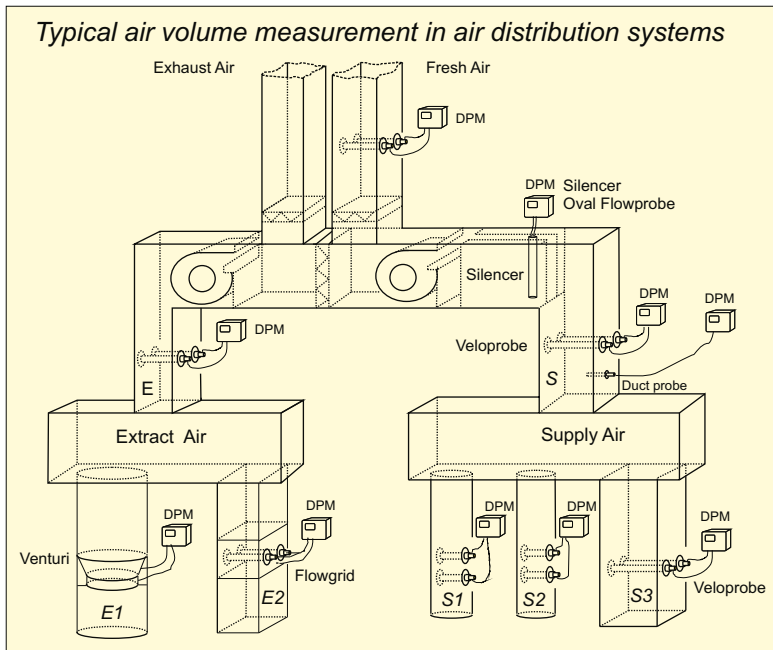 Typical air volume measurement in air distribution systems
Exhaust Air
Fresh Air
DPM
DPM
Silencer
Oval Flowprobe
Silencer
DPM
DPM
DPM
Veloprobe
E
S
Duct probe
Extract Air
Supply Air
DPM
DPM
DPM
DPM
DPM
Venturi
Flowgrid
Veloprobe
E1
E2
S1
S2
S3